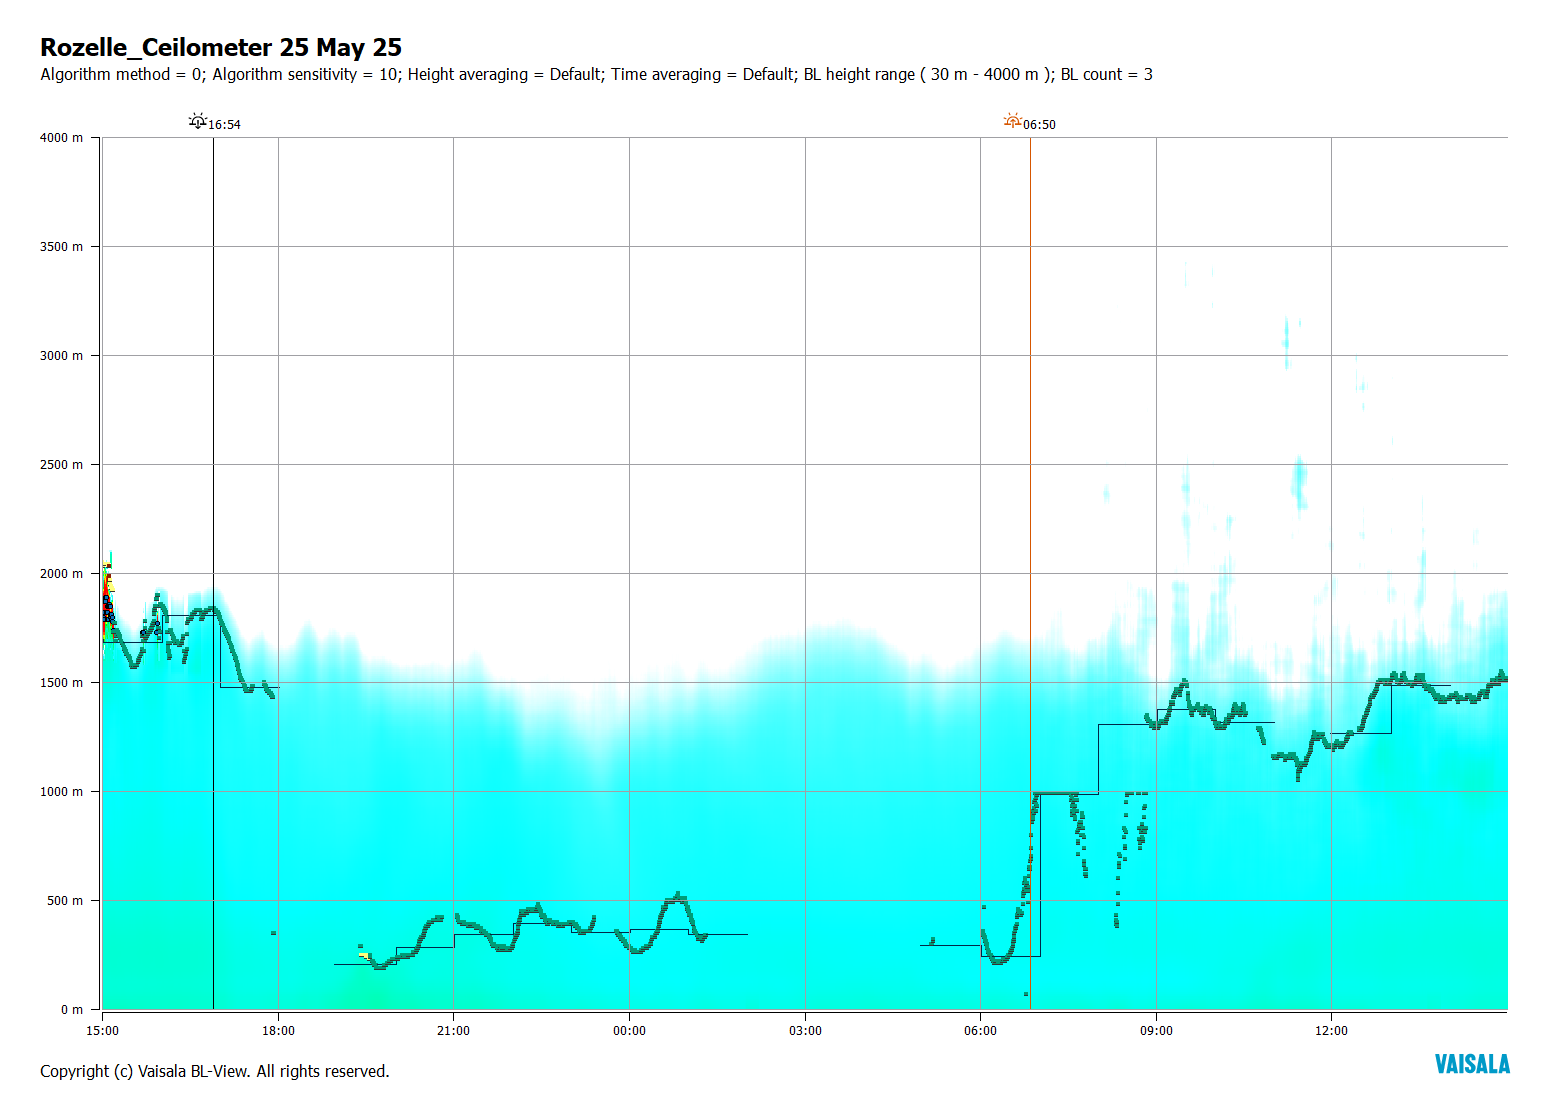 Rozelle_Ceilometer 25 May 25
Algorithm method = 0; Algorithm sensitivity = 10; Height averaging = Default; Time averaging = Default; BL height range ( 30 m - 4000 m ); BL count = 3
16:54
06:50
4000 m
3500 m
3000 m
2500 m
2000 m
1500 m
1000 m
500 m
0 m
15:00
18:00
21:00
00:00
03:00
06:00
09:00
12:00
Copyright (c) Vaisala BL-View. All rights reserved.
VAISALA